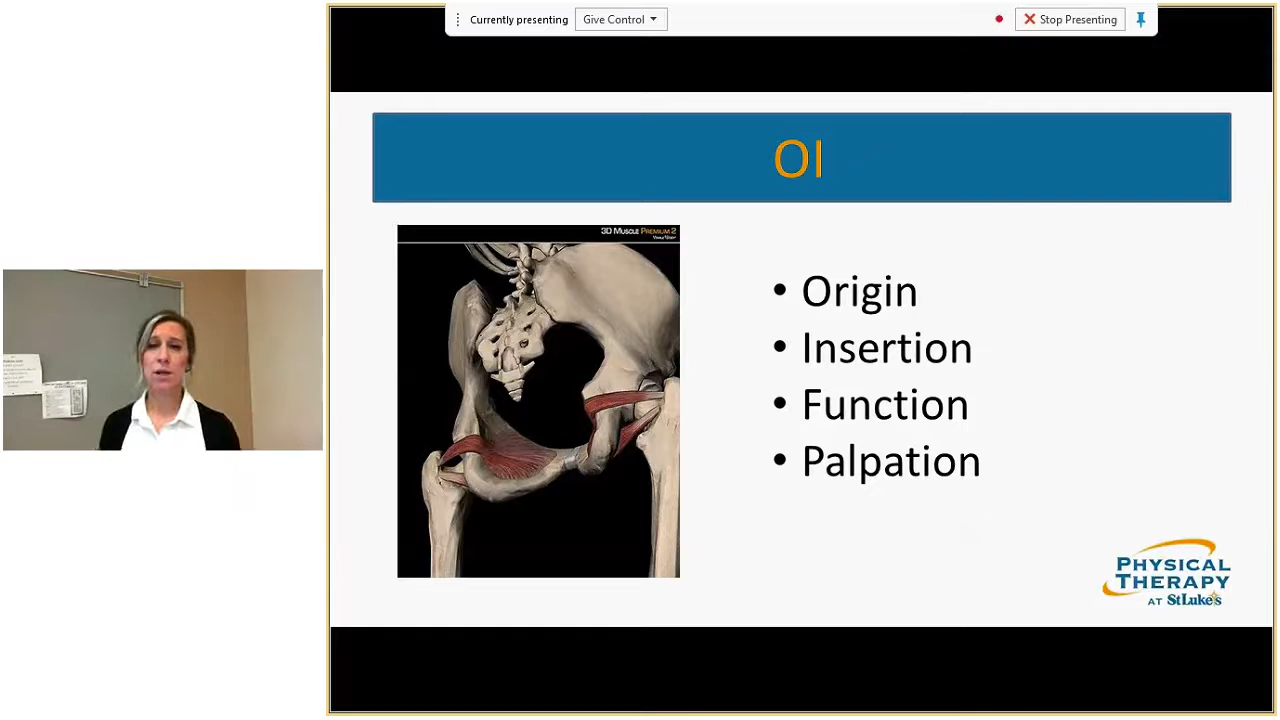 Currently presenting
Give Control
Stop Presenting
OI
3D Muscle Premium 2
• Origin
• Insertion
• Function
• Palpation
PHYSICAL
THERAPY
AT StLuke's